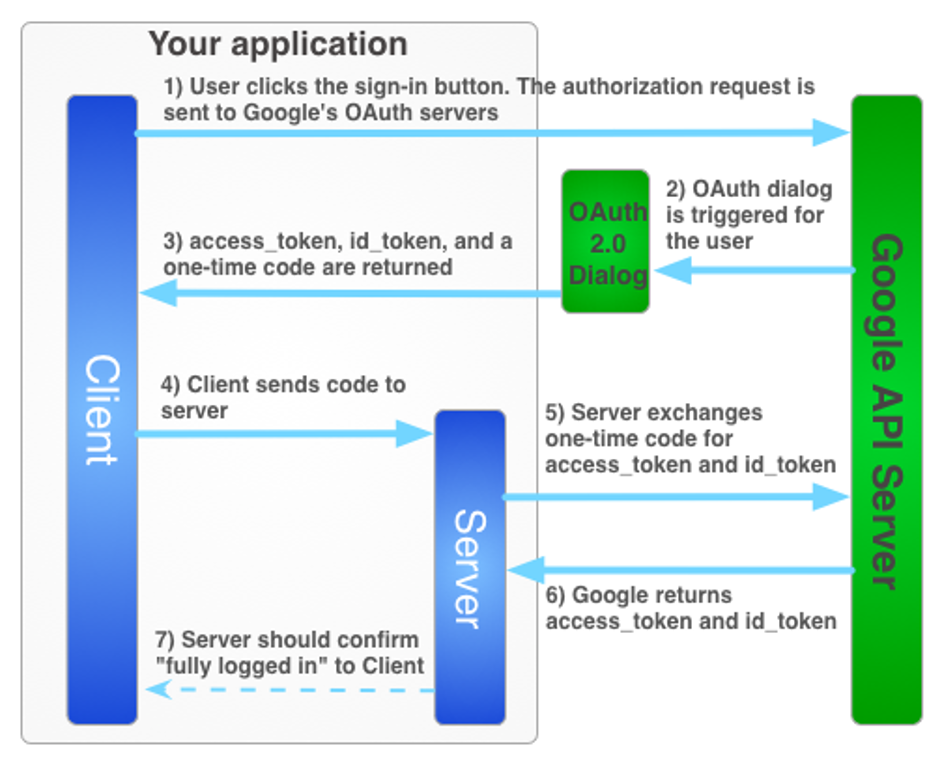 Your application
1) User clicks the sign-in button. The authorization request is
sent to Google's OAuth servers
OAuth
2.0
Dialog
2) OAuth dialog
is triggered for
the user
3) access_token, id_token, and a
one-time code are returned
Client
4) Client sends code to
server
Server
5) Server exchanges
one-time code for
access_token and id_token
Google API Server
6) Google returns
access_token and id_token
7) Server should confirm
"fully logged in" to Client